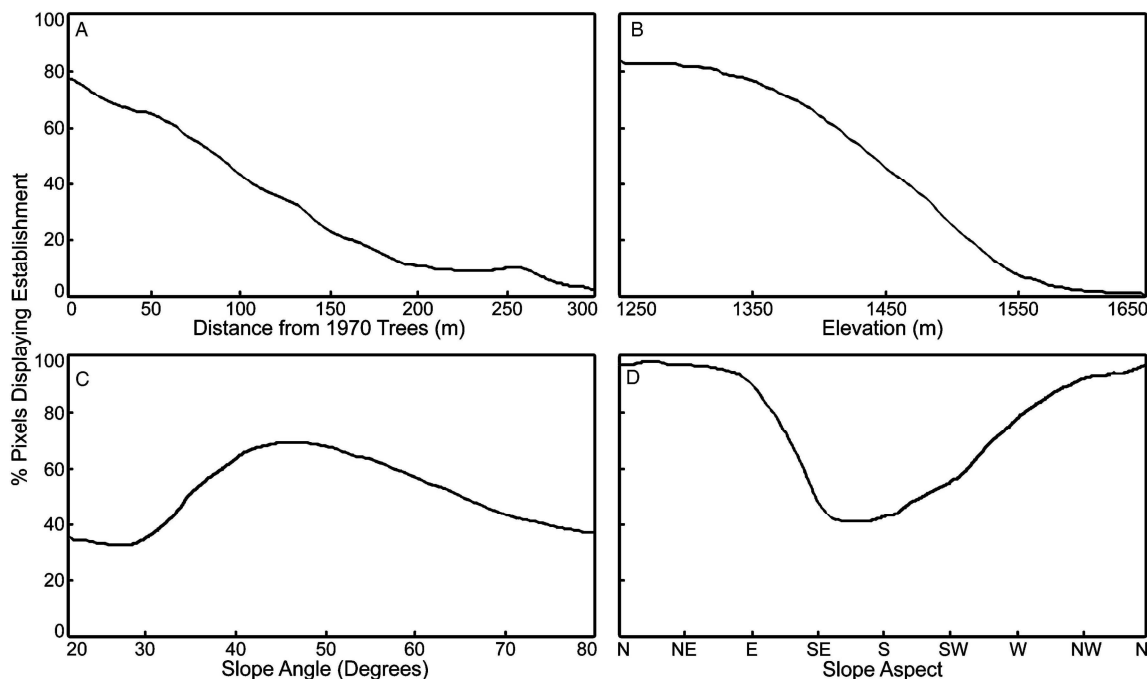 % Pixels Displaying Establishment
100
80
60
40
20
0
A
0 50 100 150 200 250 300
Distance from 1970 Trees (m)
B
1250 1350 1450 1550 1650
Elevation (m)
100
80
60
40
20
0
C
20 30 40 50 60 70 80
Slope Angle (Degrees)
D
N NE E SE S SW W NW N
Slope Aspect